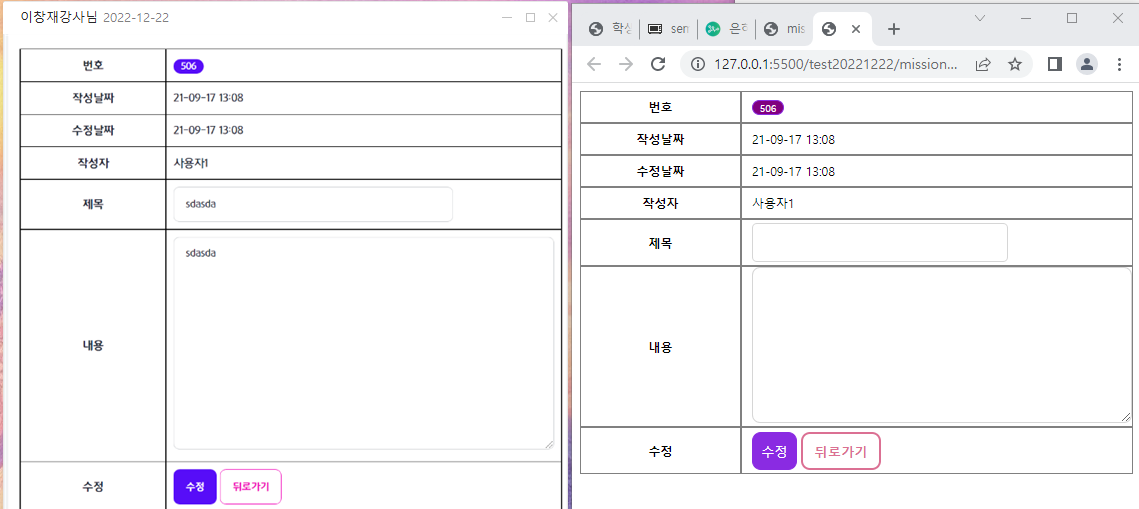 이창재강사님 2022-12-22
번호 506
작성날짜 21-09-17 13:08
수정날짜 21-09-17 13:08
작성자 사용자1
제목 sdasda
내용 sdasda
수정 수정 뒤로가기
학생 sem 은행 mis
127.0.0.1:5500/test20221222/mission...
번호 506
작성날짜 21-09-17 13:08
수정날짜 21-09-17 13:08
작성자 사용자1
제목
내용
수정 수정 뒤로가기